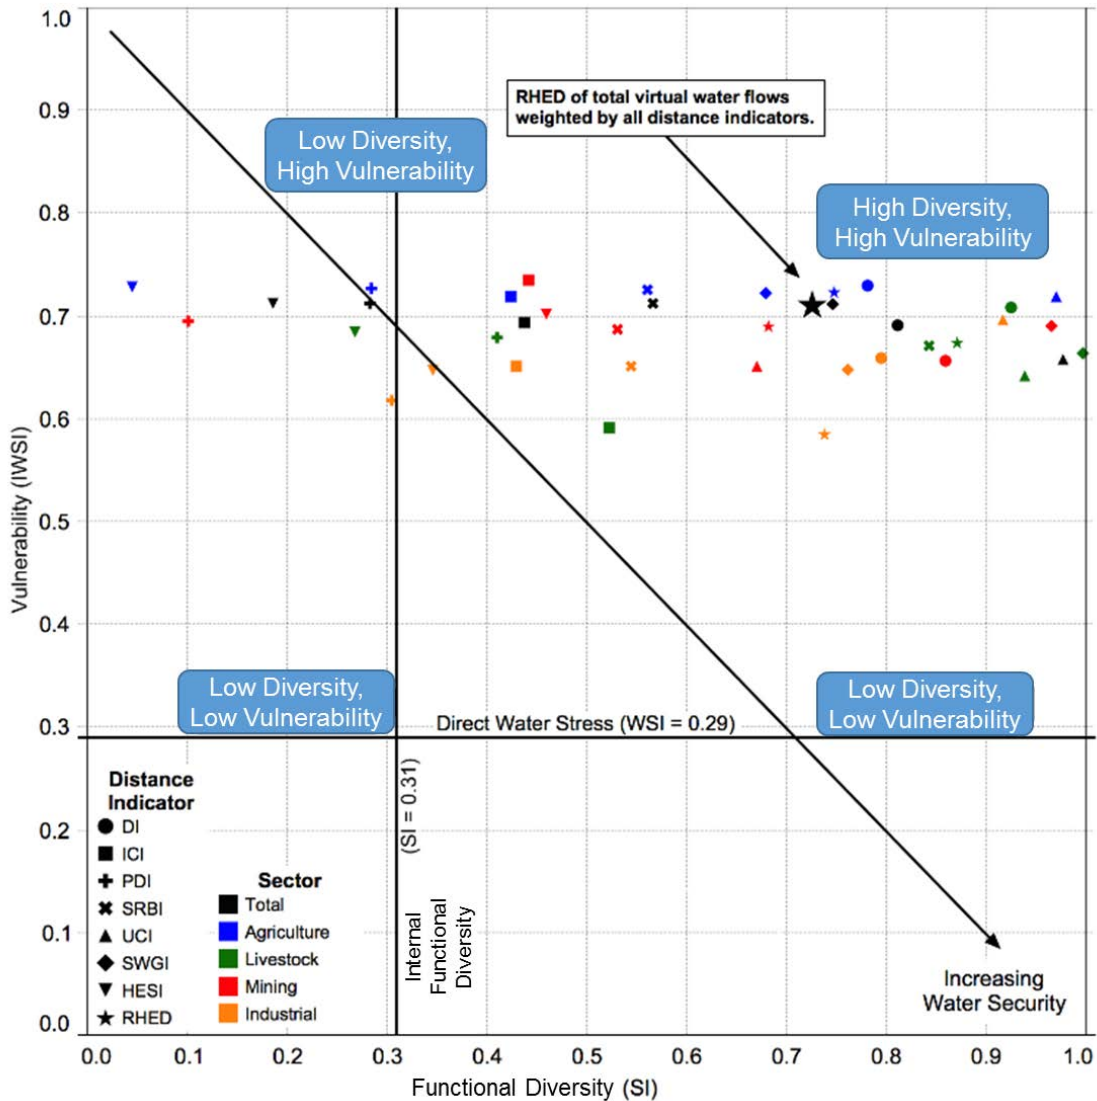 1.0
0.9
0.8
0.7
0.6
0.5
0.4
0.3
0.2
0.1
0.0
Vulnerability (IWSI)
RHED of total virtual water flows
weighted by all distance indicators.
Low Diversity,
High Vulnerability
High Diversity,
High Vulnerability
Low Diversity,
Low Vulnerability
Direct Water Stress (WSI = 0.29)
Low Diversity,
Low Vulnerability
Distance
Indicator
DI
ICI
PDI
SRBI
UCI
SWGI
HESI
RHED
Sector
Total
Agriculture
Livestock
Mining
Industrial
(SI = 0.31)
Internal
Functional
Diversity
Increasing
Water Security
0.0 0.1 0.2 0.3 0.4 0.5 0.6 0.7 0.8 0.9 1.0
Functional Diversity (SI)